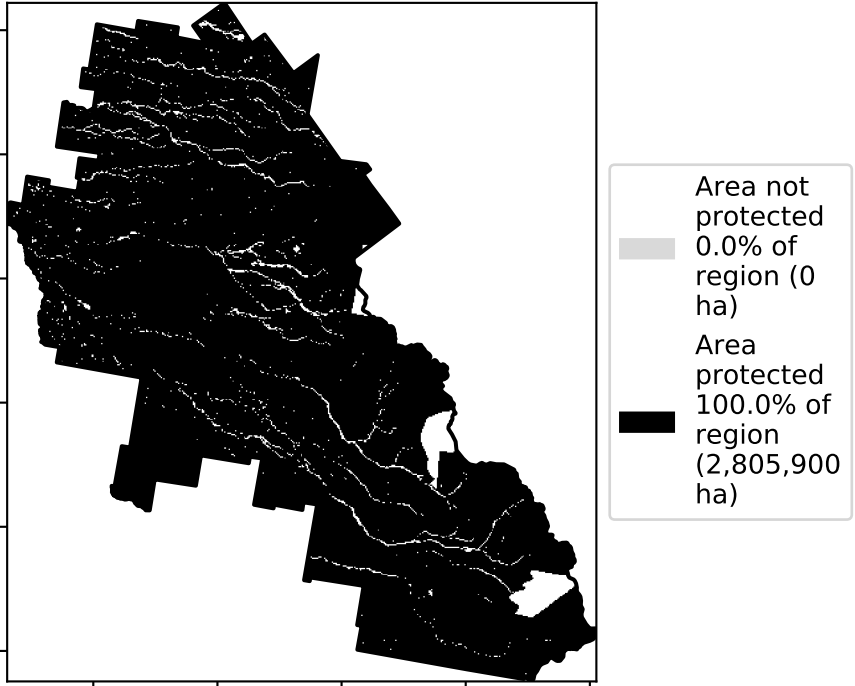 Area not
protected
0.0% of
region (0
ha)
Area
protected
100.0% of
region
(2,805,900
ha)